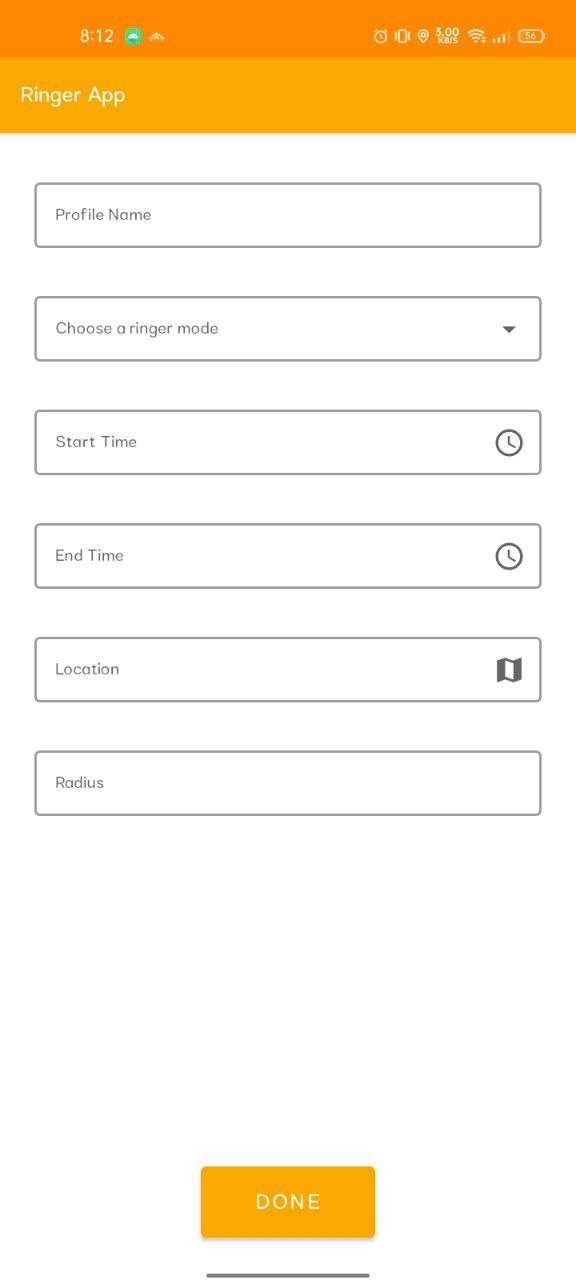 8:12 3.00 KB/S 56
Ringer App
Profile Name
Choose a ringer mode
Start Time
End Time
Location
Radius
DONE